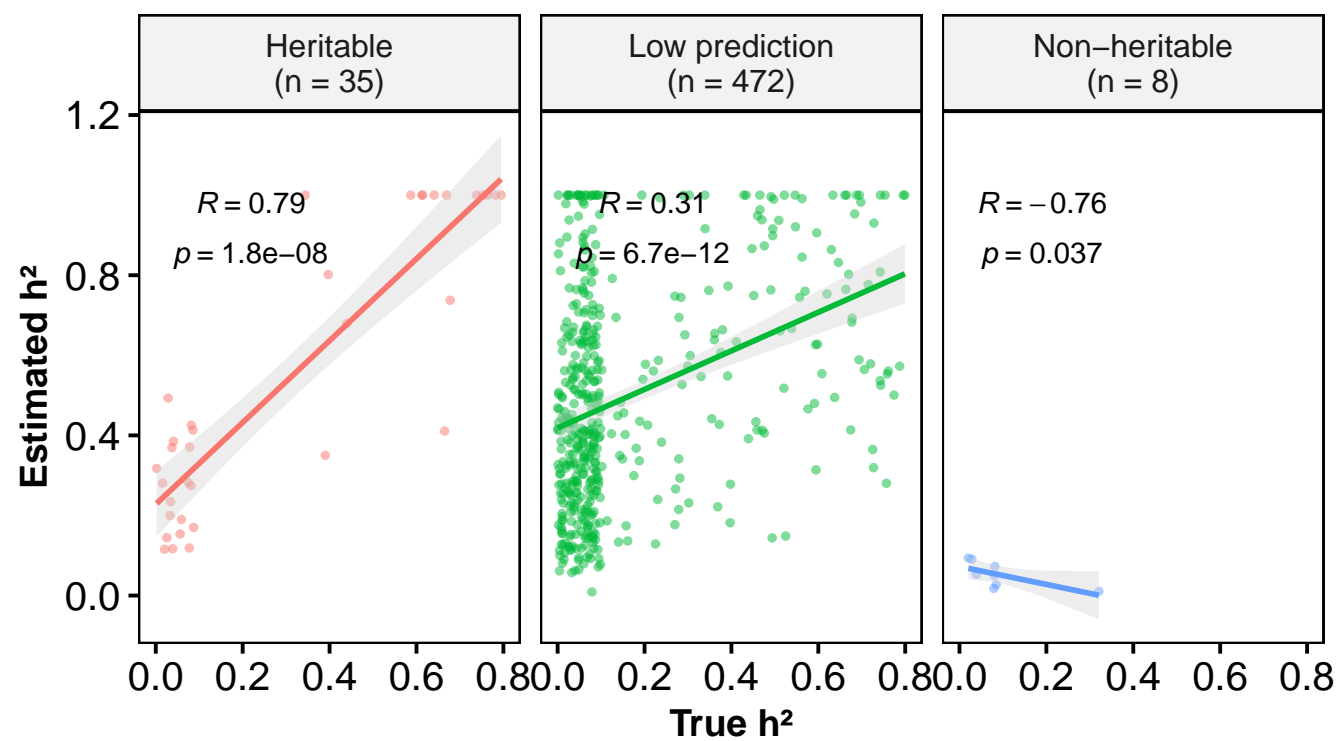 Heritable
(n = 35)
Low prediction
(n = 472)
Non−heritable
(n = 8)
Estimated h²
1.2
0.8
0.4
0.0
R = 0.79
p = 1.8e−08
R = 0.31
p = 6.7e−12
R = −0.76
p = 0.037
0.0 0.2 0.4 0.6 0.8
0.0 0.2 0.4 0.6 0.8
0.0 0.2 0.4 0.6 0.8
True h²